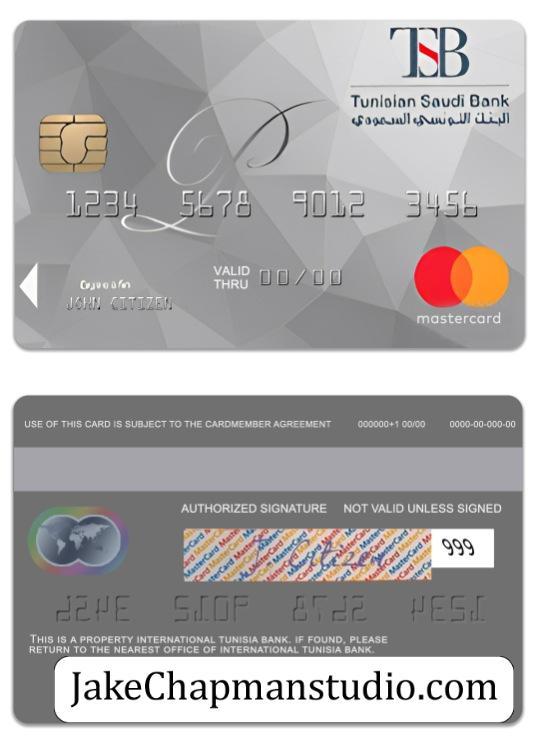 TSB
Tunisian Saudi Bank
البنك التونسي السعودي
1234 5678 9012 3456
VALID THRU 00/00
JOHN CITIZEN
mastercard
USE OF THIS CARD IS SUBJECT TO THE CARDMEMBER AGREEMENT 000000+1 00/00 0000-00-000-00
AUTHORIZED SIGNATURE NOT VALID UNLESS SIGNED
J. Citizen 999
THIS IS A PROPERTY INTERNATIONAL TUNISIA BANK. IF FOUND, PLEASE
RETURN TO THE NEAREST OFFICE OF INTERNATIONAL TUNISIA BANK.
JakeChapmanstudio.com